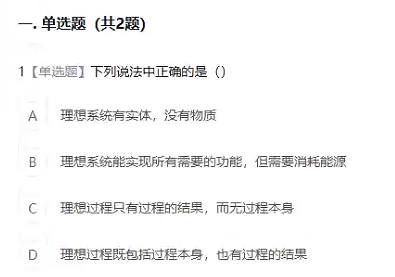 一. 单选题（共2题）
1【单选题】下列说法中正确的是（）
A 理想系统有实体，没有物质
B 理想系统能实现所有需要的功能，但需要消耗能源
C 理想过程只有过程的结果，而无过程本身
D 理想过程既包括过程本身，也有过程的结果